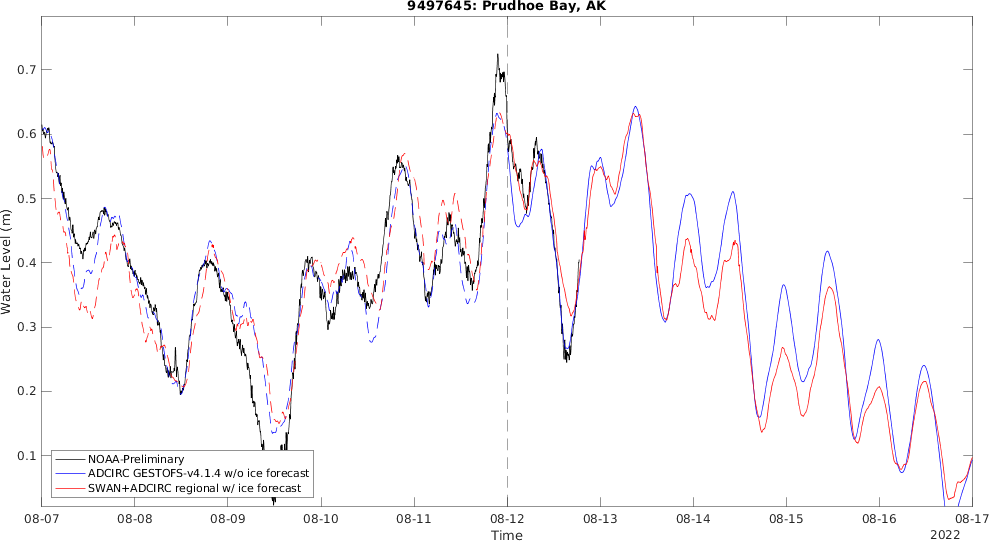 9497645: Prudhoe Bay, AK
Water Level (m)
0.7
0.6
0.5
0.4
0.3
0.2
0.1
NOAA-Preliminary
ADCIRC GESTOFS-v4.1.4 w/o ice forecast
SWAN+ADCIRC regional w/ ice forecast
08-07 08-08 08-09 08-10 08-11 08-12 08-13 08-14 08-15 08-16 08-17
Time
2022